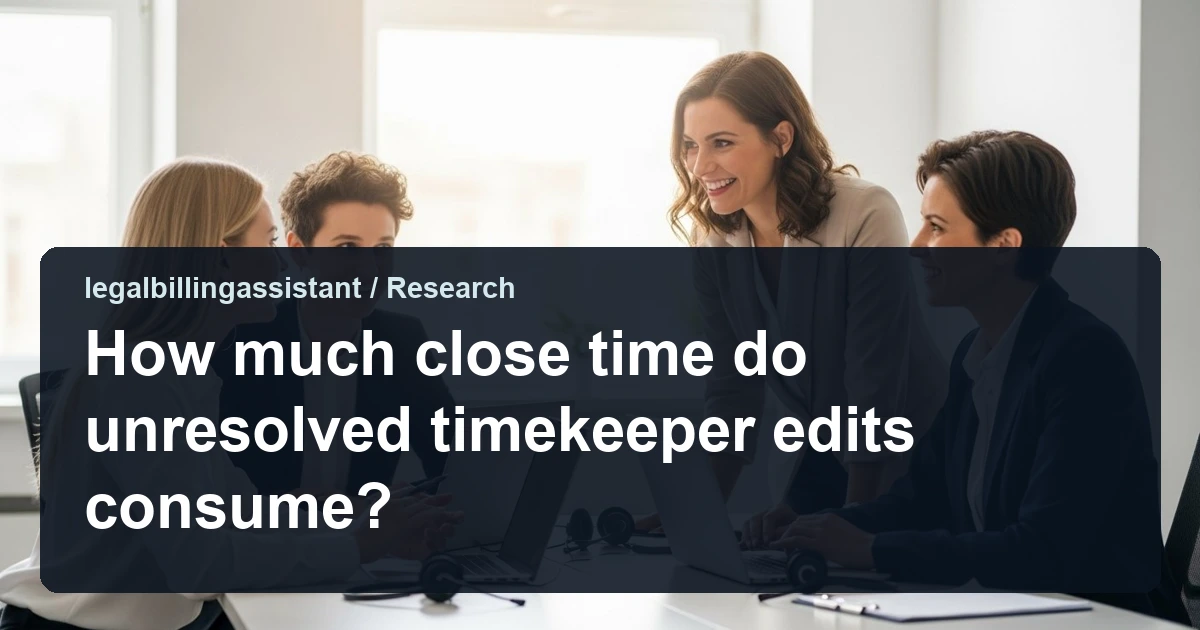 legalbillingassistant / Research
How much close time do
unresolved timekeeper edits
consume?